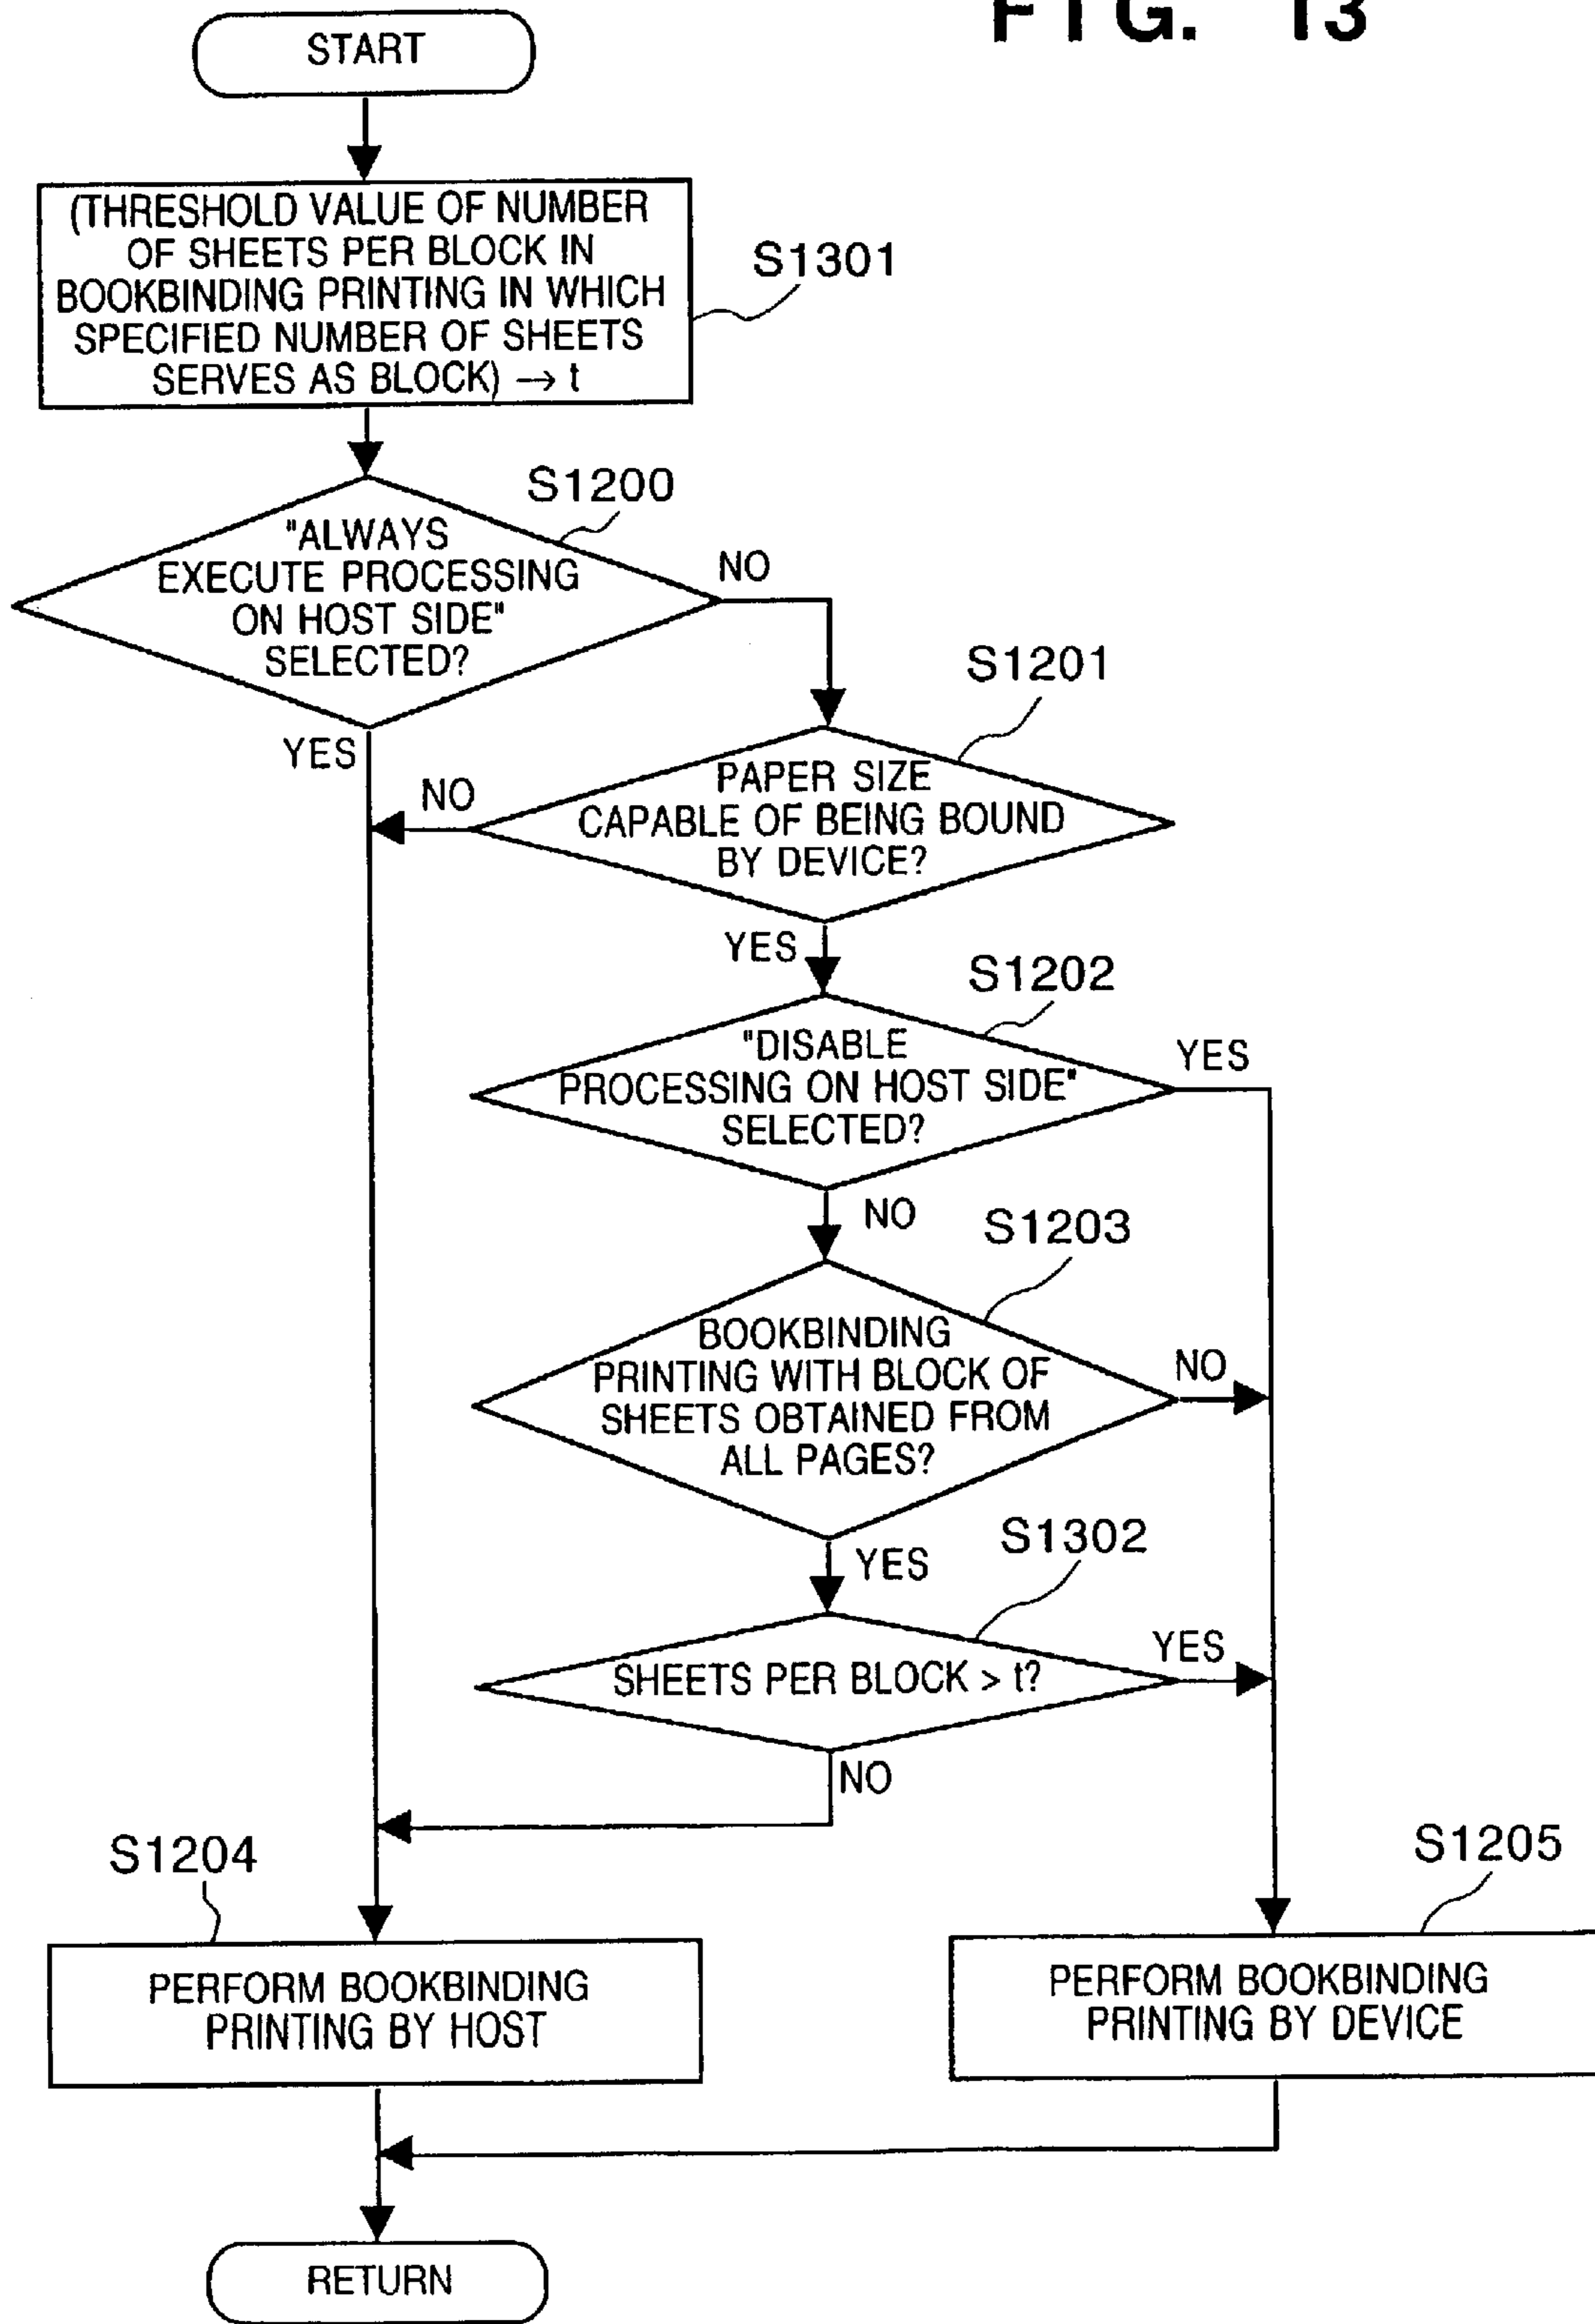 FIG. 13
START
(THRESHOLD VALUE OF NUMBER
OF SHEETS PER BLOCK IN
BOOKBINDING PRINTING IN WHICH
SPECIFIED NUMBER OF SHEETS
SERVES AS BLOCK) → t
S1301
S1200
"ALWAYS
EXECUTE PROCESSING
ON HOST SIDE"
SELECTED?
NO
YES
S1201
PAPER SIZE
CAPABLE OF BEING BOUND
BY DEVICE?
NO
YES
S1202
"DISABLE
PROCESSING ON HOST SIDE"
SELECTED?
YES
NO
S1203
BOOKBINDING
PRINTING WITH BLOCK OF
SHEETS OBTAINED FROM
ALL PAGES?
NO
YES
S1302
SHEETS PER BLOCK > t?
YES
NO
S1204
PERFORM BOOKBINDING
PRINTING BY HOST
S1205
PERFORM BOOKBINDING
PRINTING BY DEVICE
RETURN